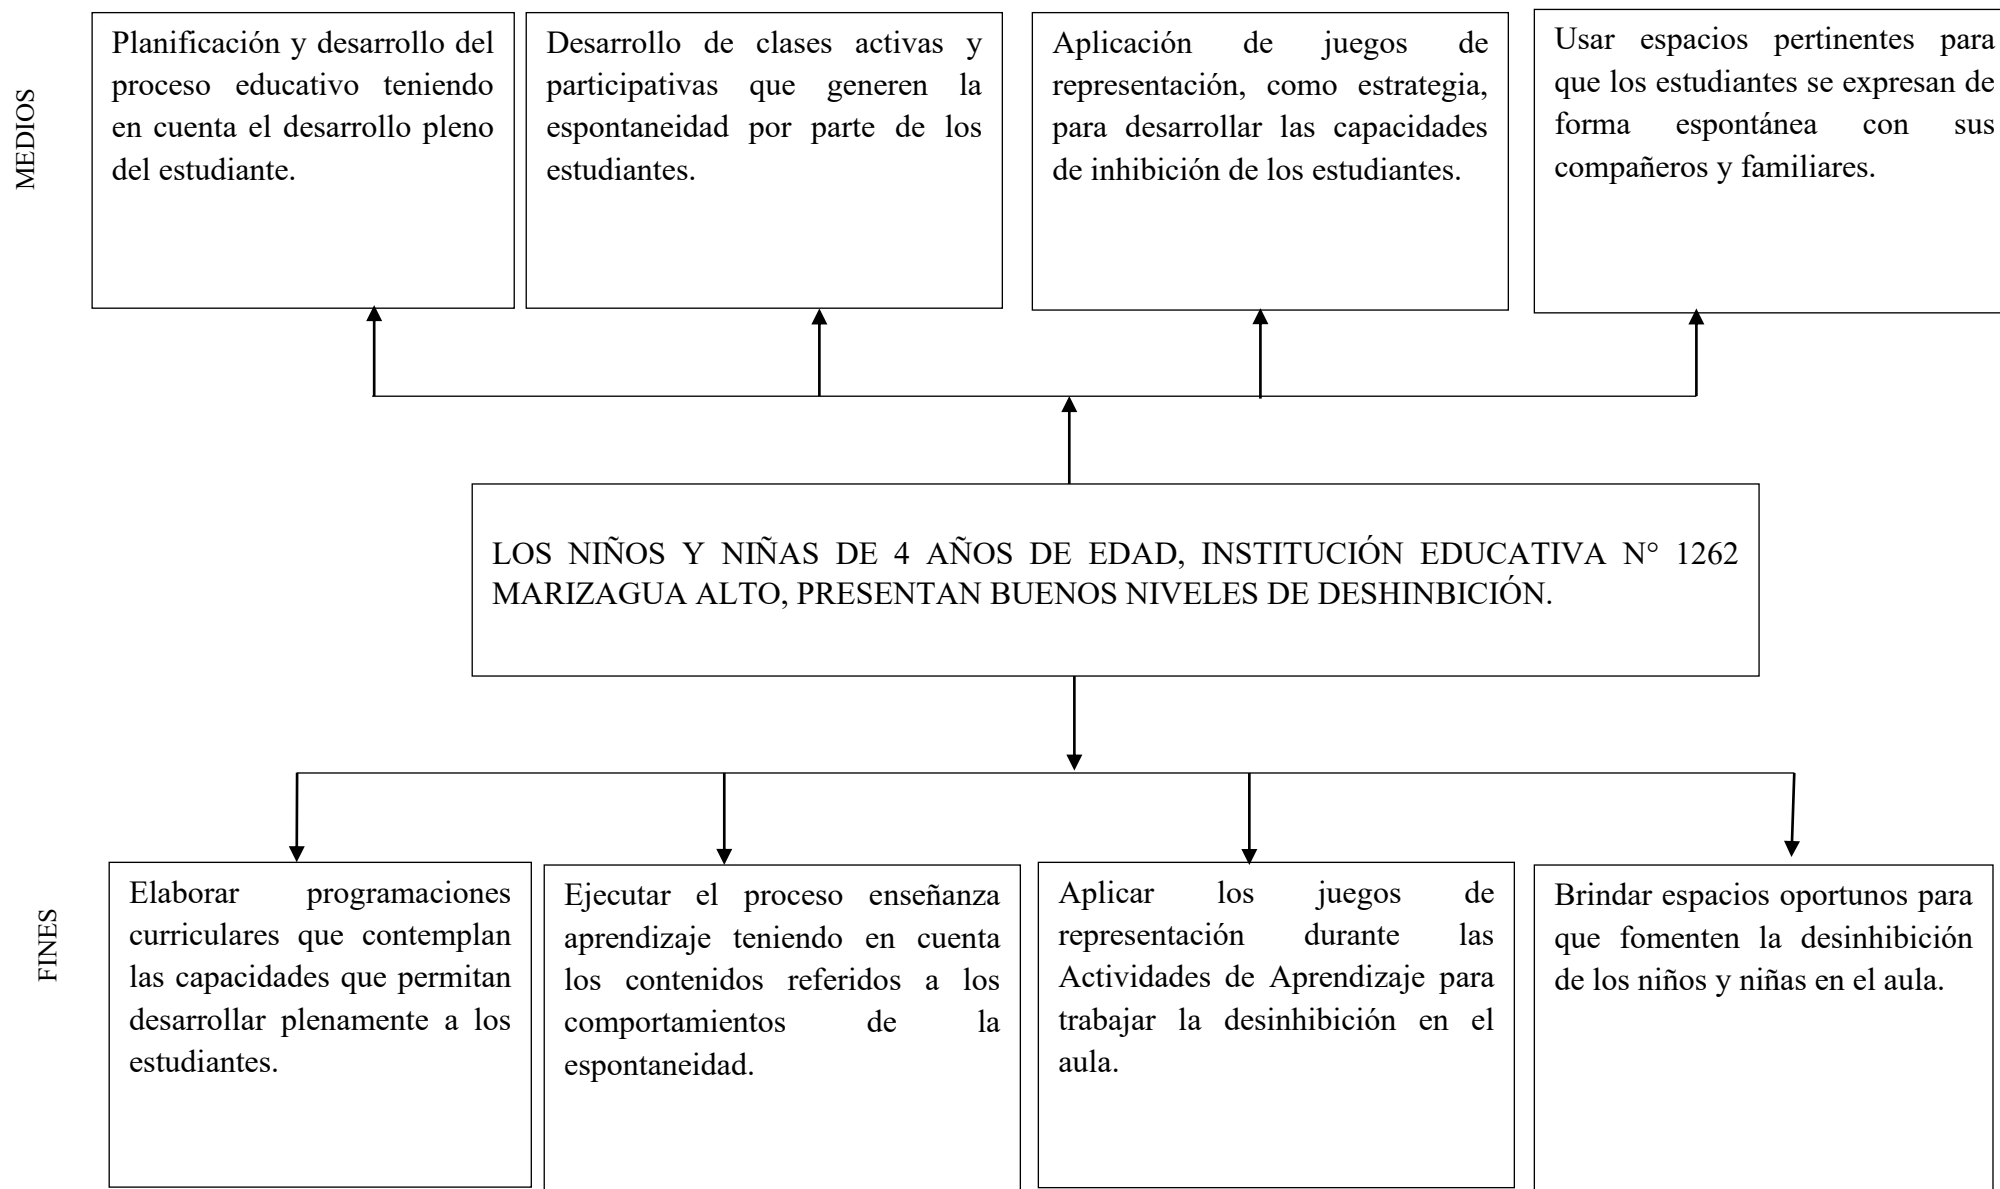 MEDIOS
Planificación y desarrollo del
proceso educativo teniendo
en cuenta el desarrollo pleno
del estudiante.
Desarrollo de clases activas y
participativas que generen la
espontaneidad por parte de los
estudiantes.
Aplicación de juegos de
representación, como estrategia,
para desarrollar las capacidades
de inhibición de los estudiantes.
Usar espacios pertinentes para
que los estudiantes se expresan de
forma espontánea con sus
compañeros y familiares.
LOS NIÑOS Y NIÑAS DE 4 AÑOS DE EDAD, INSTITUCIÓN EDUCATIVA N° 1262
MARIZAGUA ALTO, PRESENTAN BUENOS NIVELES DE DESHINBICIÓN.
FINES
Elaborar programaciones
curriculares que contemplan
las capacidades que permitan
desarrollar plenamente a los
estudiantes.
Ejecutar el proceso enseñanza
aprendizaje teniendo en cuenta
los contenidos referidos a los
comportamientos de la
espontaneidad.
Aplicar los juegos de
representación durante las
Actividades de Aprendizaje para
trabajar la desinhibición en el
aula.
Brindar espacios oportunos para
que fomenten la desinhibición
de los niños y niñas en el aula.